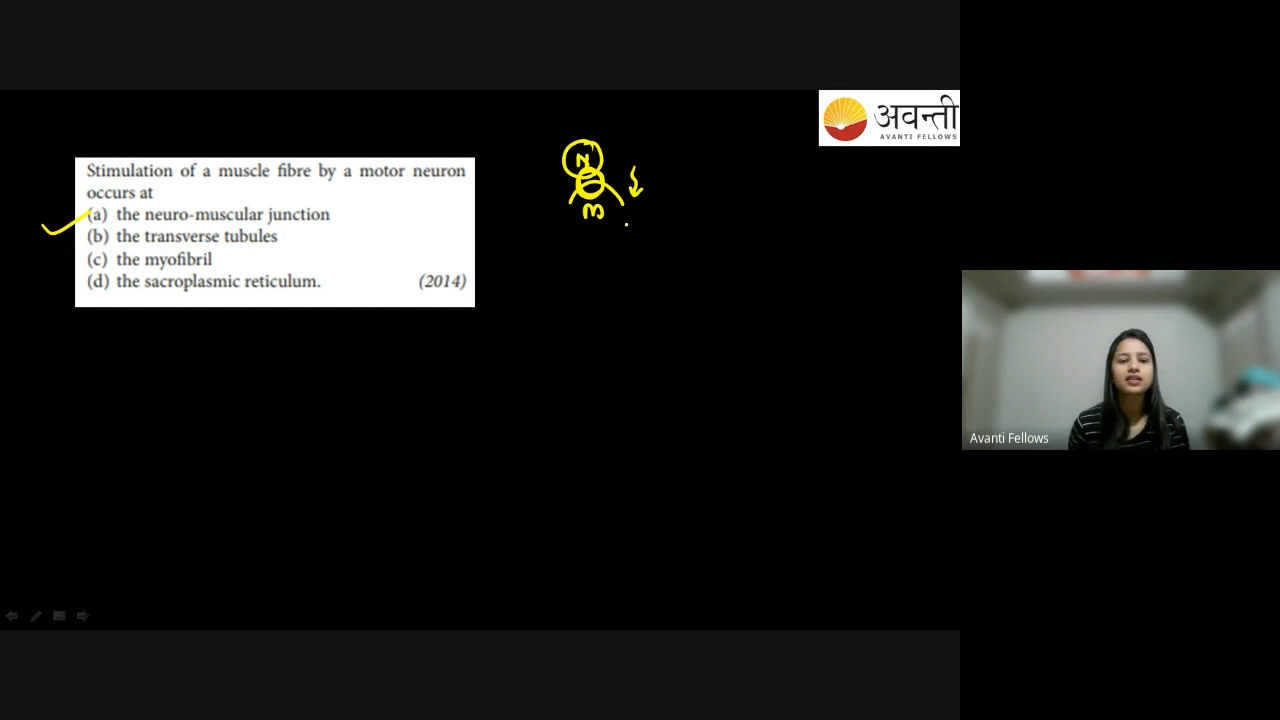 अवन्ती
AVANTI FELLOWS
Stimulation of a muscle fibre by a motor neuron
occurs at
(a) the neuro-muscular junction
(b) the transverse tubules
(c) the myofibril
(d) the sacroplasmic reticulum. (2014)
N
m
Avanti Fellows